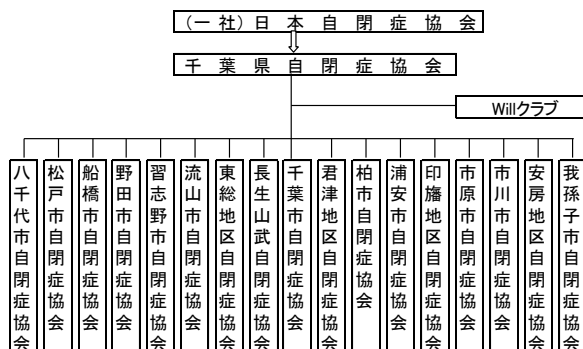 （一社）日本自閉症協会
千葉県自閉症協会
Willクラブ
八千代市自閉症協会
松戸市自閉症協会
船橋市自閉症協会
野田市自閉症協会
習志野市自閉症協会
流山市自閉症協会
東総地区自閉症協会
長生山武自閉症協会
千葉市自閉症協会
君津地区自閉症協会
柏市自閉症協会
浦安市自閉症協会
印旛地区自閉症協会
市原市自閉症協会
市川市自閉症協会
安房地区自閉症協会
我孫子市自閉症協会